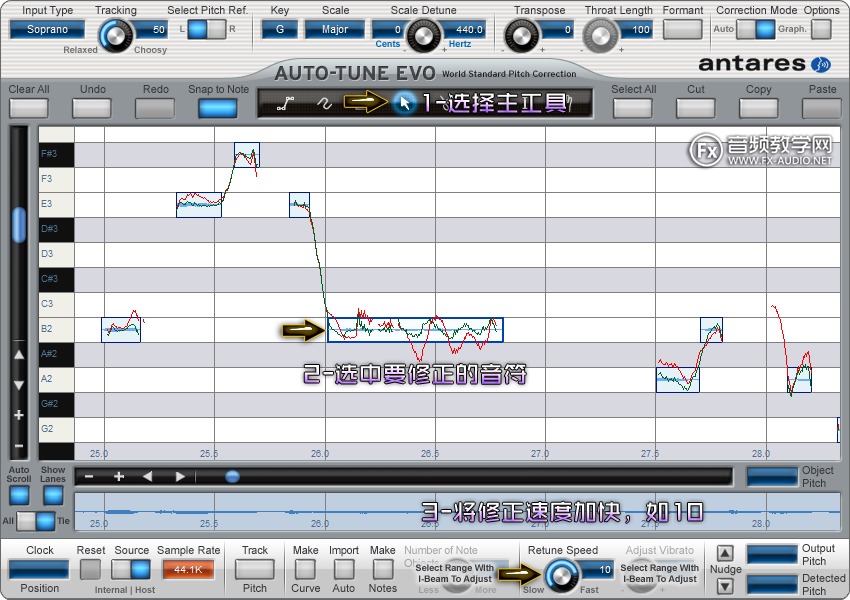 Input Type Tracking Select Pitch Ref. Key Scale Scale Detune Transpose Throat Length Formant Correction Mode Options
Soprano 50 L R G Major 0 440.0 0 100 Auto Graph.
Relaxed Choosy Cents - Hertz - + - +
antares
AUTO-TUNE EVO World Standard Pitch Correction
Clear All Undo Redo Snap to Note Select All Cut Copy Paste
1-选择主工具
Fx 音频教学网
WWW.FX-AUDIO.NET
F#3
F3
E3
D#3
D3
C#3
C3
B2
A#2
2-选中要修正的音符
A2
G#2
G2
25.0 25.5 26.0 26.5 27.0 27.5 28.0
Auto Scroll Show Lanes
Object Pitch
3-将修正速度加快，如10
All Tie 25.0 25.5 26.0 28.0
Clock Reset Source Sample Rate Track Make Import Make Number of Note Objects Retune Speed Adjust Vibrato Output Pitch
44.1K Select Range With I-Beam To Adjust 10 Select Range With I-Beam To Adjust Nudge
Position Internal | Host Pitch Curve Auto Notes Less More Slow Fast - + Detected Pitch